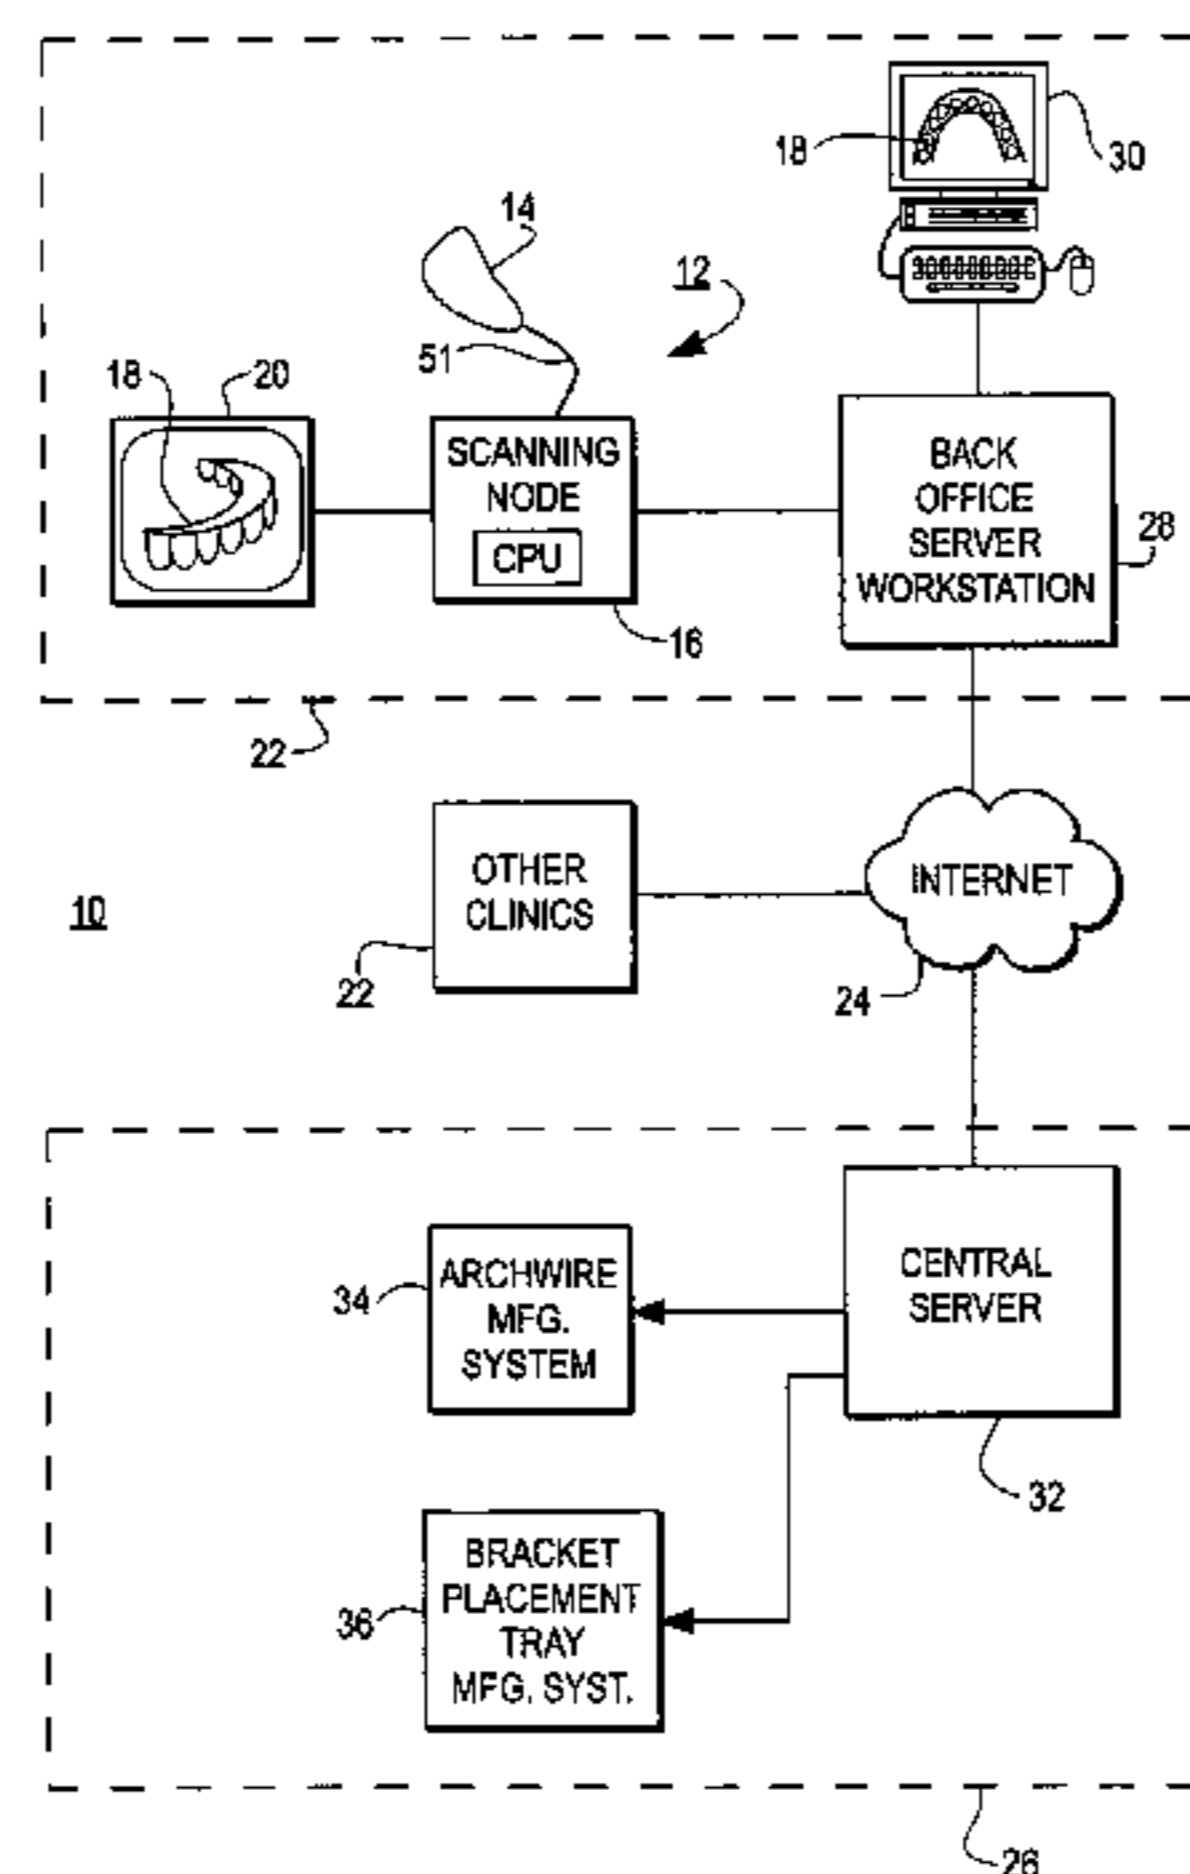 18
30
14
12
51
18
20
SCANNING
NODE
CPU
BACK
OFFICE
SERVER
WORKSTATION
28
16
22
OTHER
CLINICS
INTERNET
10
22
24
ARCHWIRE
MFG.
SYSTEM
34
CENTRAL
SERVER
32
BRACKET
PLACEMENT
TRAY
MFG. SYST.
36
26